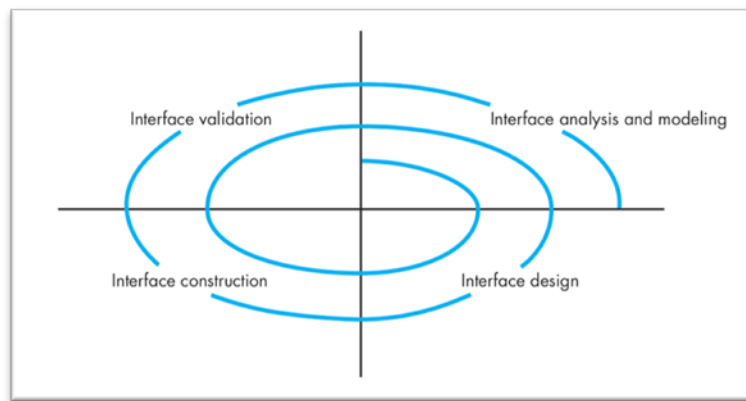 Interface validation
Interface analysis and modeling
Interface construction
Interface design